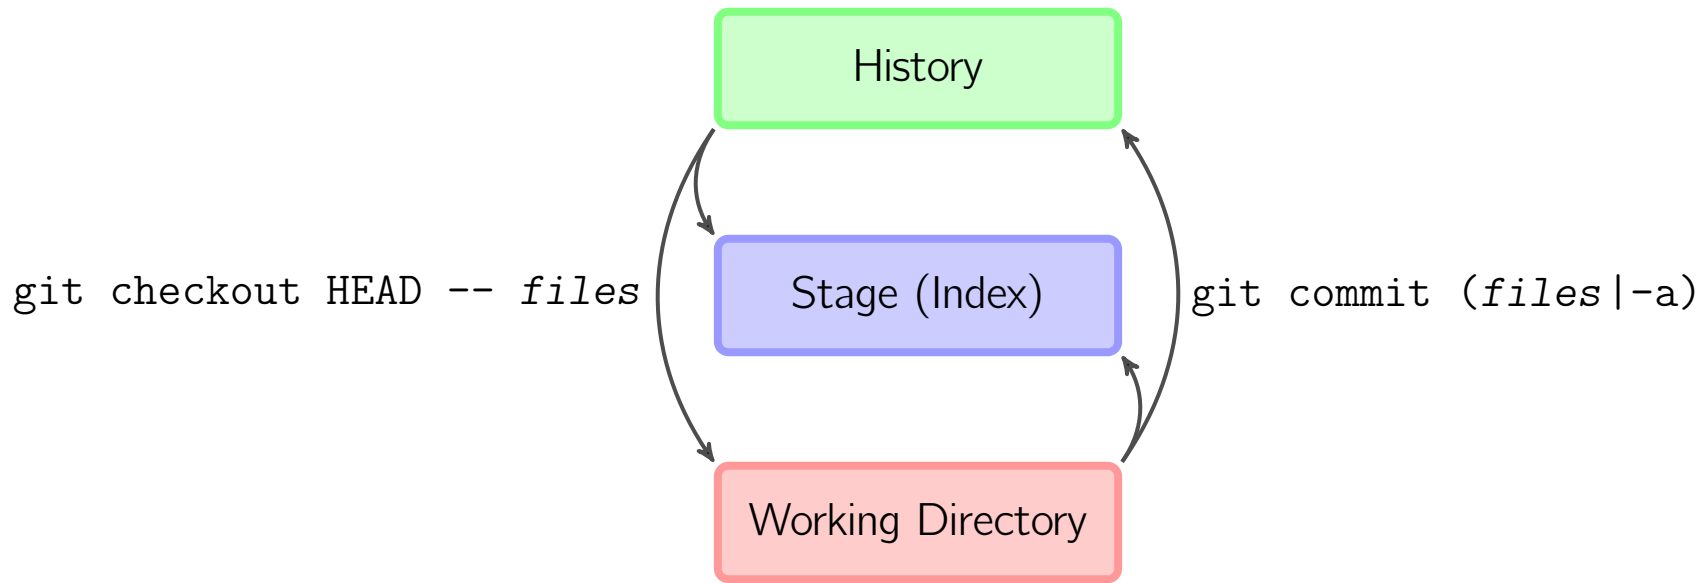 History
git checkout HEAD -- files
Stage (Index)
git commit (files|-a)
Working Directory